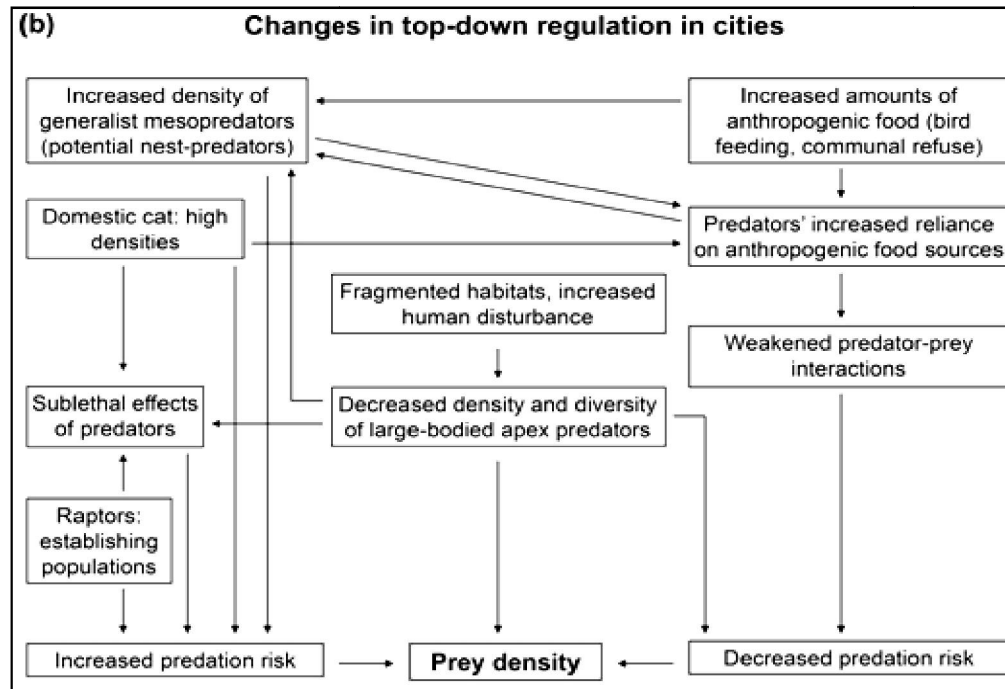 (b)
Changes in top-down regulation in cities
Increased density of
generalist mesopredators
(potential nest-predators)
Increased amounts of
anthropogenic food (bird
feeding, communal refuse)
Domestic cat: high
densities
Predators' increased reliance
on anthropogenic food sources
Fragmented habitats, increased
human disturbance
Weakened predator-prey
interactions
Sublethal effects
of predators
Decreased density and diversity
of large-bodied apex predators
Raptors:
establishing
populations
Increased predation risk
Prey density
Decreased predation risk